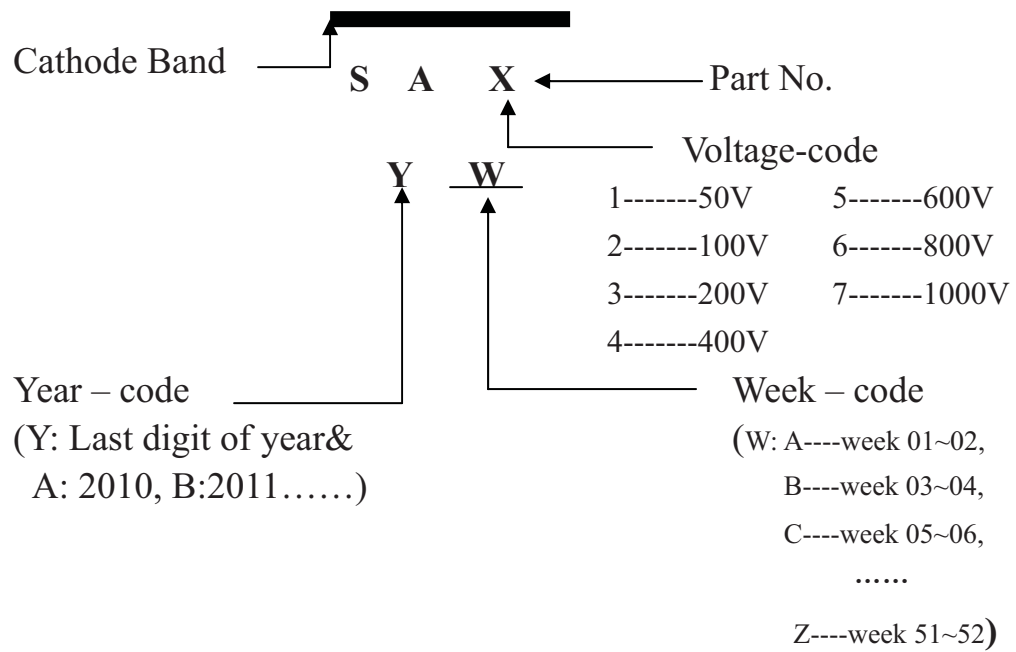 Cathode Band
S A X
Part No.
Voltage-code
Y W
1-------50V 5-------600V
2-------100V 6-------800V
3-------200V 7-------1000V
4-------400V
Year – code
(Y: Last digit of year&
A: 2010, B:2011……)
Week – code
(W: A----week 01~02,
B----week 03~04,
C----week 05~06,
……
Z----week 51~52)